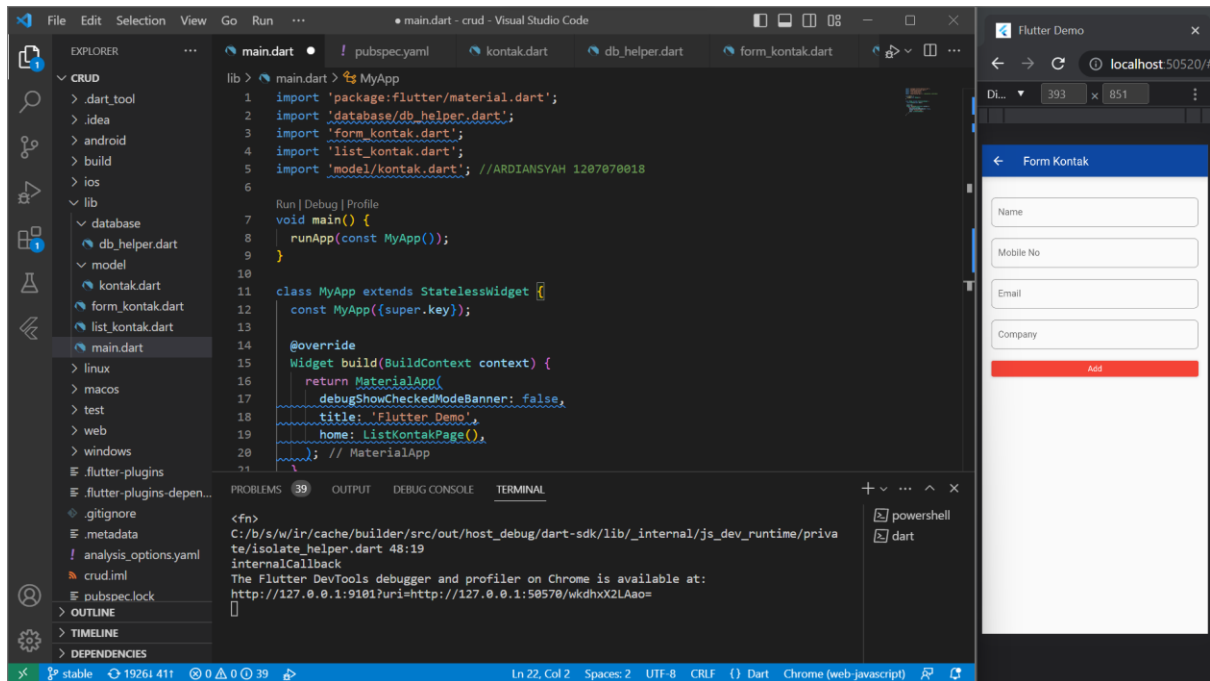 File Edit Selection View Go Run ··· ● main.dart - crud - Visual Studio Code
EXPLORER ···
CRUD
.dart_tool
.idea
android
build
ios
lib
database
db_helper.dart
model
kontak.dart
form_kontak.dart
list_kontak.dart
main.dart
linux
macos
test
web
windows
.flutter-plugins
.flutter-plugins-depen...
.gitignore
.metadata
analysis_options.yaml
crud.iml
pubspec.lock
OUTLINE
TIMELINE
DEPENDENCIES
main.dart ● ! pubspec.yaml kontak.dart db_helper.dart form_kontak.dart
lib > main.dart > MyApp
1 import 'package:flutter/material.dart';
2 import 'database/db_helper.dart';
3 import 'form_kontak.dart';
4 import 'list_kontak.dart';
5 import 'model/kontak.dart'; //ARDIANSYAH 1207070018
6
Run | Debug | Profile
7 void main() {
8 runApp(const MyApp());
9 }
10
11 class MyApp extends StatelessWidget {
12 const MyApp({super.key});
13
14 @override
15 Widget build(BuildContext context) {
16 return MaterialApp(
17 debugShowCheckedModeBanner: false,
18 title: 'Flutter Demo',
19 home: ListKontakPage(),
20 ); // MaterialApp
21 }
PROBLEMS 39 OUTPUT DEBUG CONSOLE TERMINAL
<fn>
C:/b/s/w/ir/cache/builder/src/out/host_debug/dart-sdk/lib/_internal/js_dev_runtime/priva
te/isolate_helper.dart 48:19
internalCallback
The Flutter DevTools debugger and profiler on Chrome is available at:
http://127.0.0.1:9101?uri=http://127.0.0.1:50570/wkdhxX2LAao=
powershell
dart
stable 1926↓ 41↑ 0 0 39 Ln 22, Col 2 Spaces: 2 UTF-8 CRLF {} Dart Chrome (web-javascript)
Flutter Demo
localhost:50520/#
Di... ▼ 393 x 851
Form Kontak
Name
Mobile No
Email
Company
Add